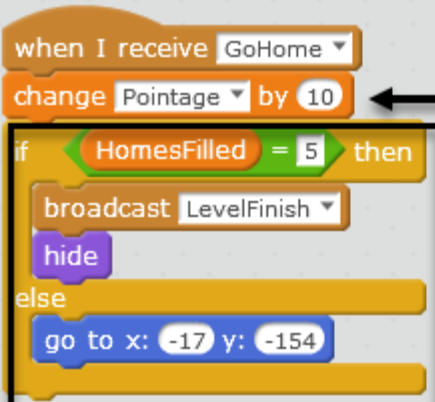 when I receive GoHome
change Pointage by 10
if HomesFilled = 5 then
broadcast LevelFinish
hide
else
go to x: -17 y: -154